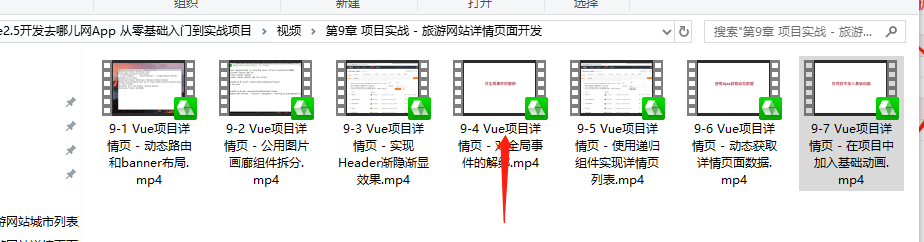 组织
新建
打开
选择
e2.5开发去哪儿网App 从零基础入门到实战项目 > 视频 > 第9章 项目实战 - 旅游网站详情页面开发
搜索"第9章 项目实战 - 旅游...
9-1 Vue项目详情页 - 动态路由和banner布局.mp4
9-2 Vue项目详情页 - 公用图片画廊组件拆分.mp4
9-3 Vue项目详情页 - 实现Header渐隐渐显效果.mp4
9-4 Vue项目详情页 - 对全局事件的解绑.mp4
9-5 Vue项目详情页 - 使用递归组件实现详情页列表.mp4
9-6 Vue项目详情页 - 动态获取详情页面数据.mp4
9-7 Vue项目详情页 - 在项目中加入基础动画.mp4
游网站城市列表